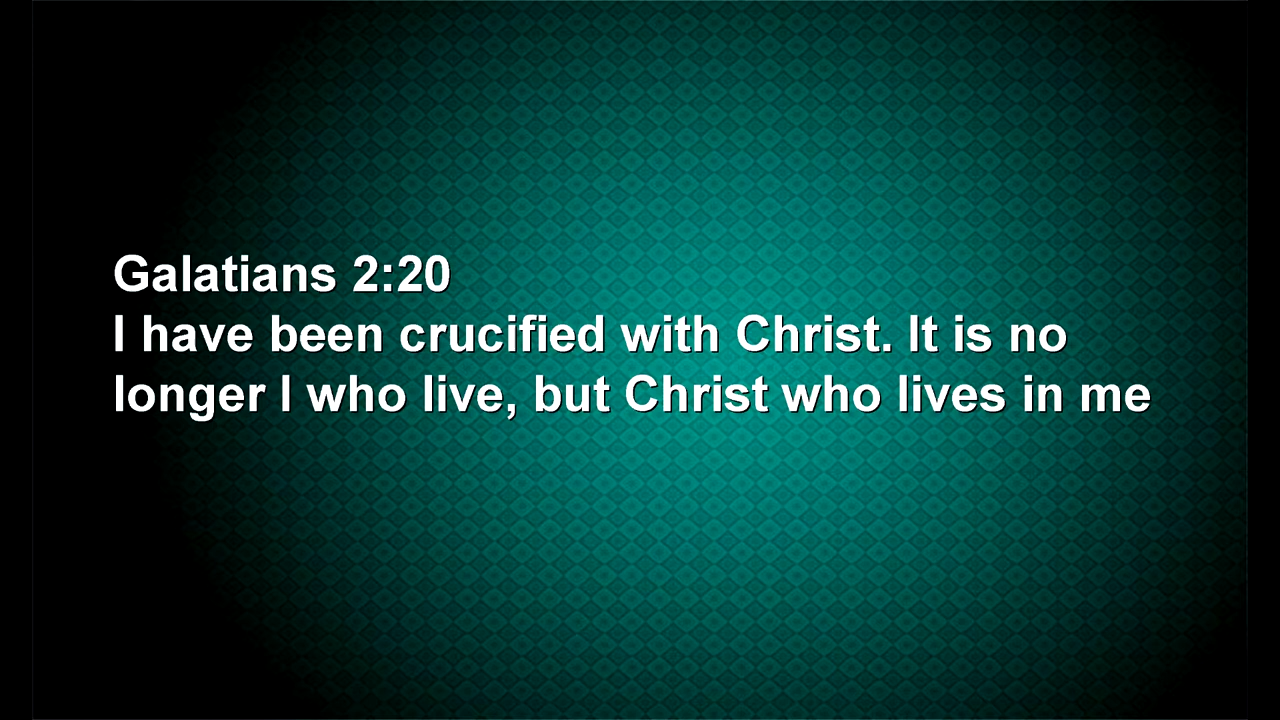 Galatians 2:20
I have been crucified with Christ. It is no
longer I who live, but Christ who lives in me